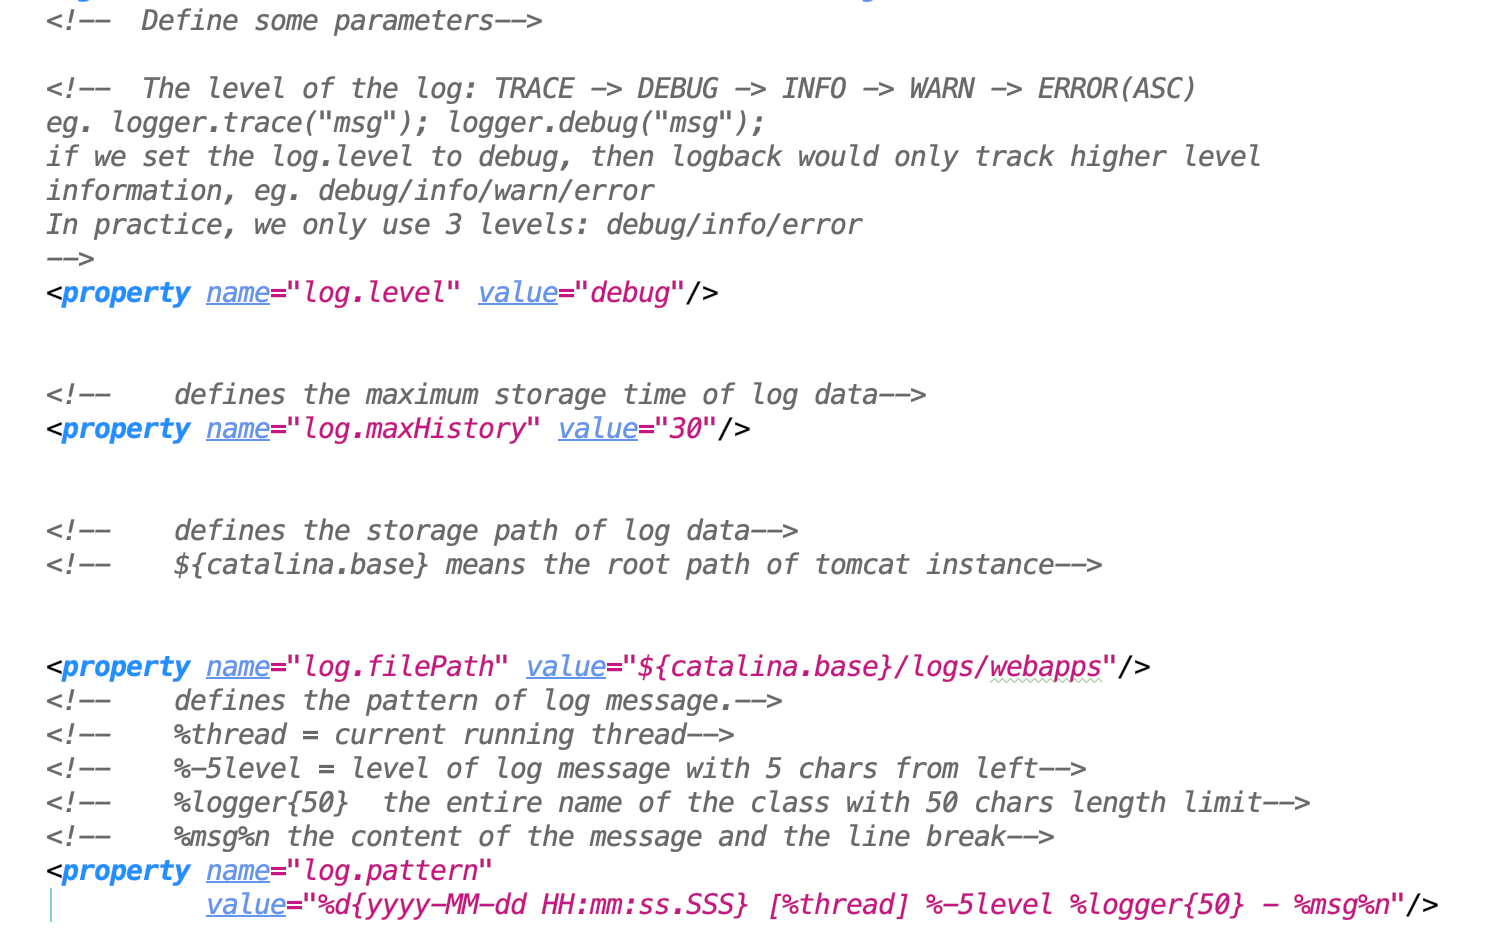 <!--  Define some parameters-->
<!--  The level of the log: TRACE -> DEBUG -> INFO -> WARN -> ERROR(ASC)
eg. logger.trace("msg"); logger.debug("msg");
if we set the log.level to debug, then logback would only track higher level
information, eg. debug/info/warn/error
In practice, we only use 3 levels: debug/info/error
-->
<property name="log.level" value="debug"/>
<!--    defines the maximum storage time of log data-->
<property name="log.maxHistory" value="30"/>
<!--    defines the storage path of log data-->
<!--    ${catalina.base} means the root path of tomcat instance-->
<property name="log.filePath" value="${catalina.base}/logs/webapps"/>
<!--    defines the pattern of log message.-->
<!--    %thread = current running thread-->
<!--    %-5level = level of log message with 5 chars from left-->
<!--    %logger{50}  the entire name of the class with 50 chars length limit-->
<!--    %msg%n the content of the message and the line break-->
<property name="log.pattern"
          value="%d{yyyy-MM-dd HH:mm:ss.SSS} [%thread] %-5level %logger{50} - %msg%n"/>